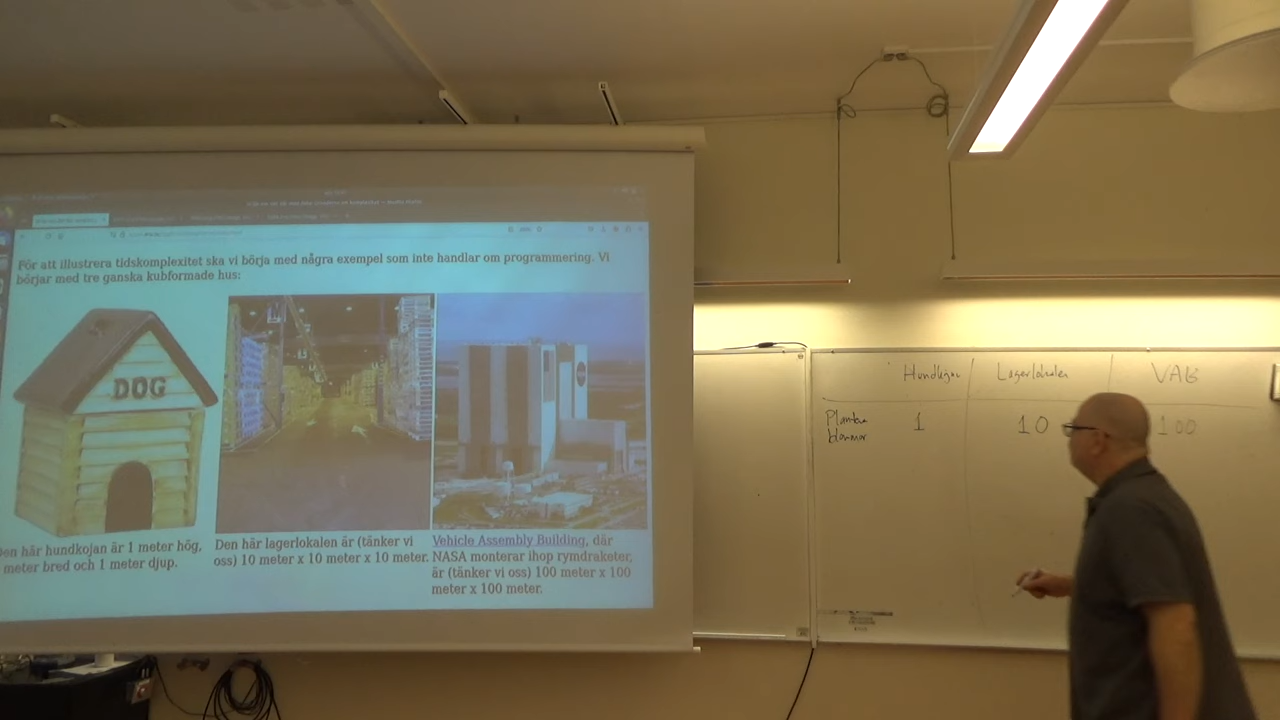 För att illustrera tidskomplexitet ska vi börja med några exempel som inte handlar om programmering. Vi
börjar med tre ganska kubformade hus:
DOG
en här hundkojan är 1 meter hög,
meter bred och 1 meter djup.
Den här lagerlokalen är (tänker vi
oss) 10 meter x 10 meter x 10 meter.
Vehicle Assembly Building, där
NASA monterar ihop rymdraketer,
är (tänker vi oss) 100 meter x 100
meter x 100 meter.
Lagerlokalen VAB
1 10 100
blommor